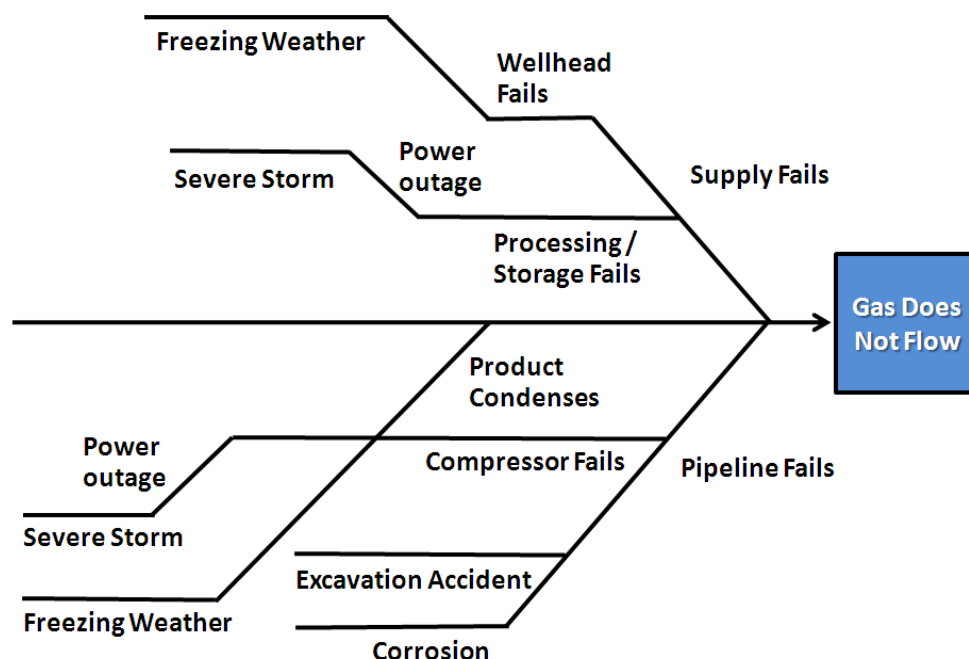 Freezing Weather
Wellhead
Fails
Power
outage
Severe Storm
Supply Fails
Processing /
Storage Fails
Gas Does
Not Flow
Product
Condenses
Power
outage
Compressor Fails
Pipeline Fails
Severe Storm
Excavation Accident
Freezing Weather
Corrosion